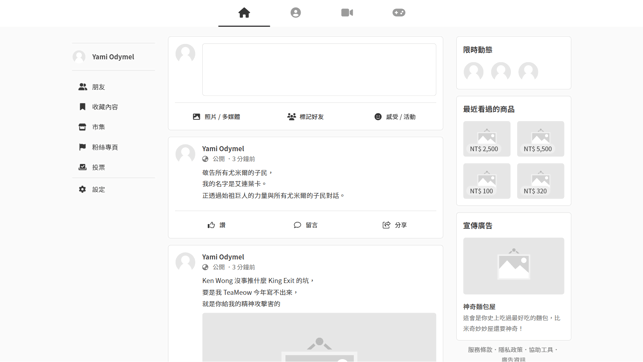 Yami Odymel
朋友
收藏內容
市集
粉絲專頁
投票
設定
照片 / 多媒體
標記好友
感受 / 活動
Yami Odymel
公開 · 3 分鐘前
敬告所有尤米爾的子民，
我的名字是艾連葉卡。
正透過始祖巨人的力量與所有尤米爾的子民對話。
讚
留言
分享
Yami Odymel
公開 · 3 分鐘前
Ken Wong 沒事推什麼 King Exit 的坑，
要是我 TeaMeow 今年寫不出來，
就是你給我的精神攻擊害的
限時動態
最近看過的商品
NT$ 2,500
NT$ 5,500
NT$ 100
NT$ 320
宣傳廣告
神奇麵包屋
這會是你史上吃過最好吃的麵包，比
米奇妙妙屋還要神奇！
服務條款、隱私政策、協助工具、
廣告資訊